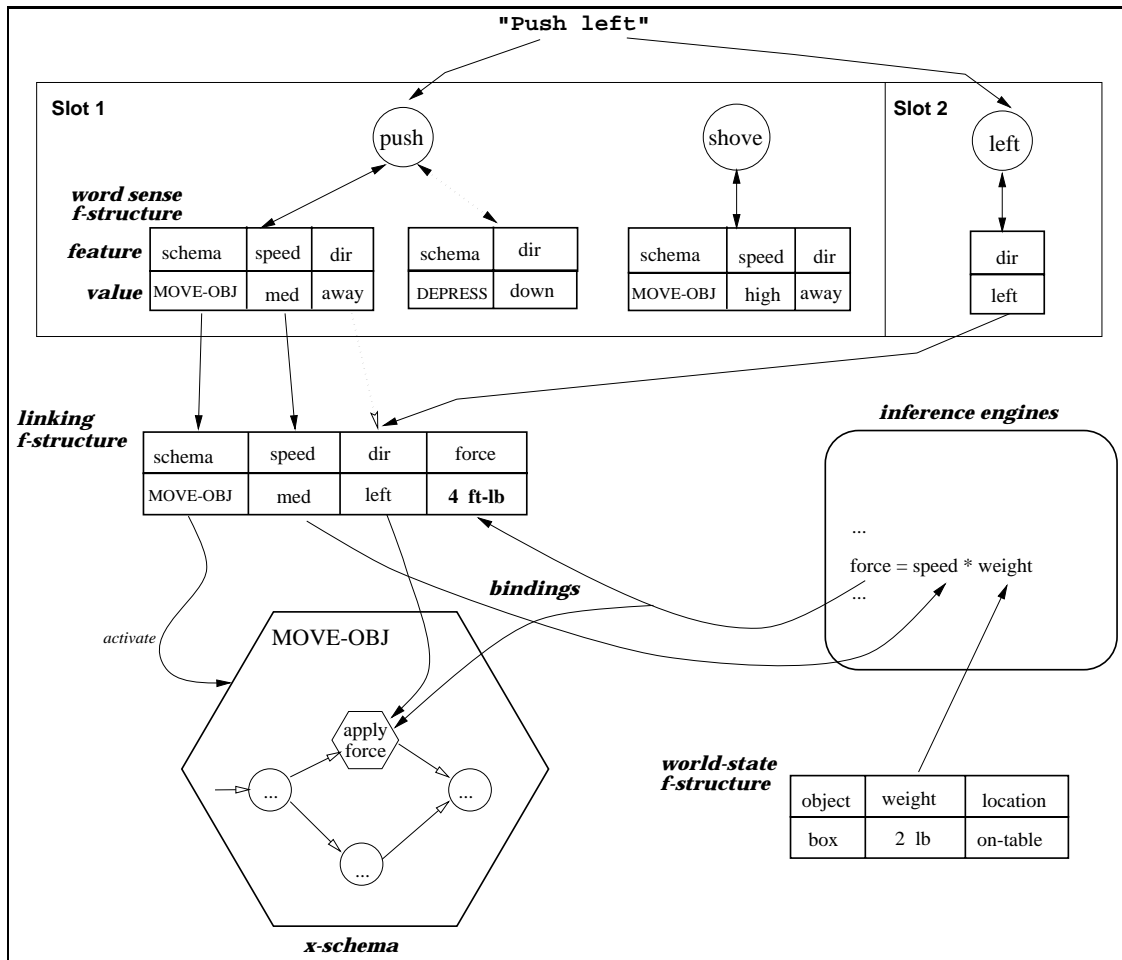 "Push left"
Slot 1
Slot 2
push
shove
left
word sense
f-structure
feature
schema speed dir
schema dir
schema speed dir
dir
value
MOVE-OBJ med away
DEPRESS down
MOVE-OBJ high away
left
linking
f-structure
inference engines
schema speed dir force
MOVE-OBJ med left 4 ft-lb
...
force = speed * weight
...
bindings
activate
MOVE-OBJ
apply
force
...
...
...
world-state
f-structure
object weight location
box 2 lb on-table
x-schema